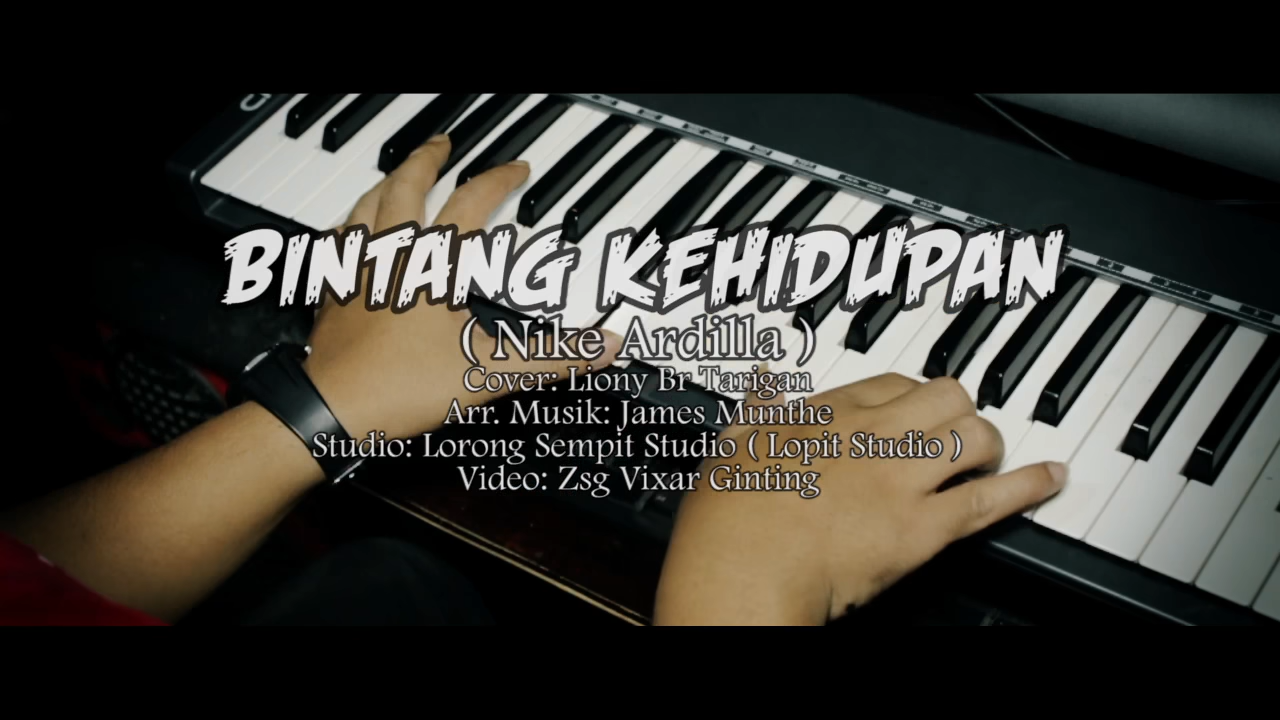 BINTANG KEHIDUPAN
( Nike Ardilla )
Cover: Liony Br Tarigan
Arr. Musik: James Munthe
Studio: Lorong Sempit Studio ( Lopit Studio )
Video: Zsg Vixar Ginting